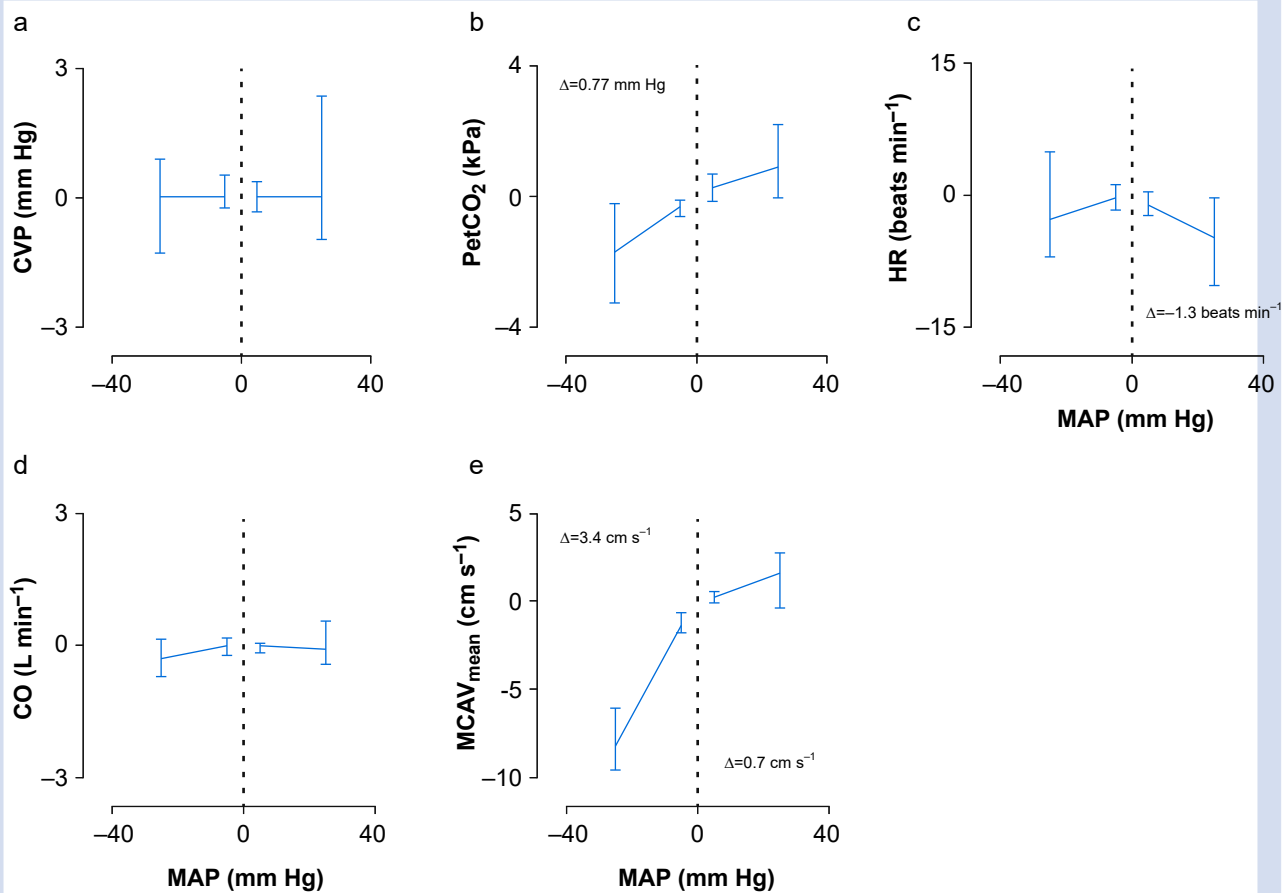 a
3
0
–3
CVP (mm Hg)
–40 0 40
b
4
0
–4
PetCO₂ (kPa)
Δ=0.77 mm Hg
–40 0 40
c
15
0
–15
HR (beats min⁻¹)
Δ=–1.3 beats min⁻¹
–40 0 40
MAP (mm Hg)
d
3
0
–3
CO (L min⁻¹)
–40 0 40
MAP (mm Hg)
e
5
0
-5
–10
MCAVmean (cm s⁻¹)
Δ=3.4 cm s⁻¹
Δ=0.7 cm s⁻¹
–40 0 40
MAP (mm Hg)